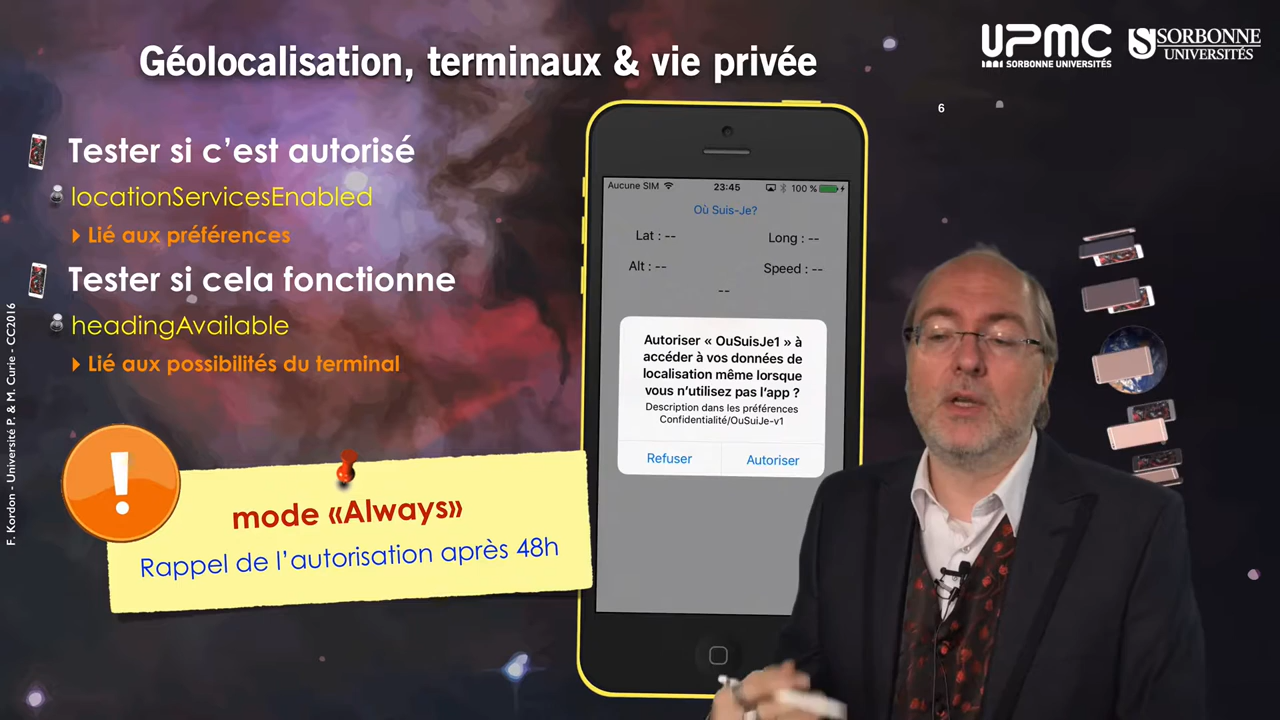 Géolocalisation, terminaux & vie privée
UPMC
SORBONNE UNIVERSITÉS
SORBONNE
UNIVERSITÉS
6
Tester si c’est autorisé
locationServicesEnabled
Lié aux préférences
Tester si cela fonctionne
headingAvailable
Lié aux possibilités du terminal
!
mode «Always»
Rappel de l’autorisation après 48h
Aucune SIM 23:45 100 %
Où Suis-Je?
Lat : -- Long : --
Alt : -- Speed : --
--
Autoriser « OuSuisJe1 » à
accéder à vos données de
localisation même lorsque
vous n’utilisez pas l’app ?
Description dans les préférences
Confidentialité/OuSuiJe-v1
Refuser Autoriser
F. Kordon - Université P. & M. Curie - CC2016